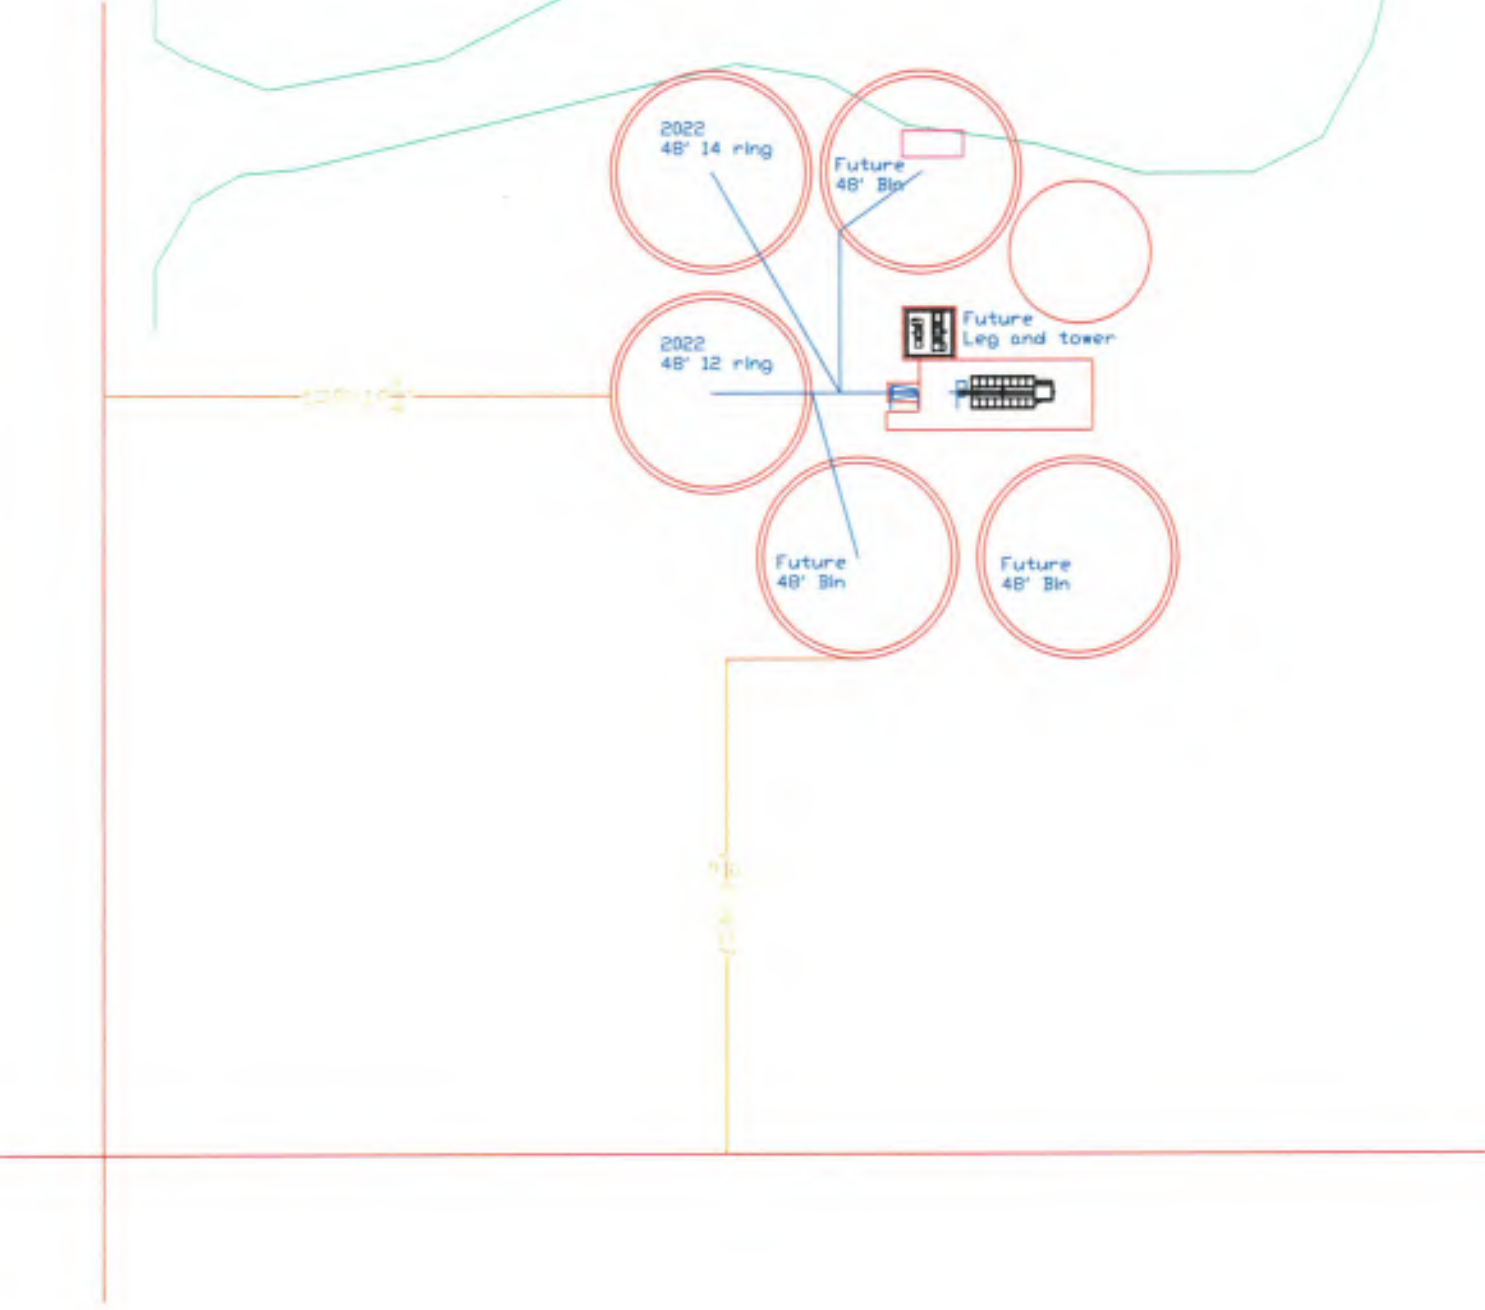 2022
48' 14 ring
Future
48' Bin
Future
Leg and tower
2022
48' 12 ring
Future
48' Bin
Future
48' Bin